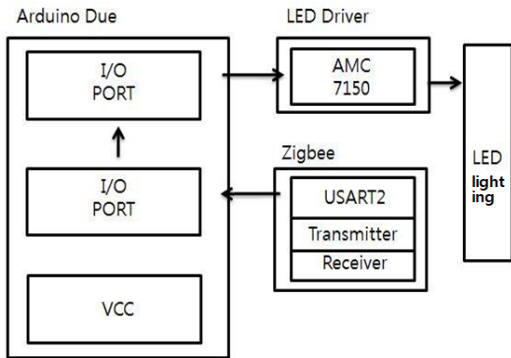 Arduino Due
I/O
PORT
I/O
PORT
VCC
LED Driver
AMC
7150
Zigbee
USART2
Transmitter
Receiver
LED
light
ing